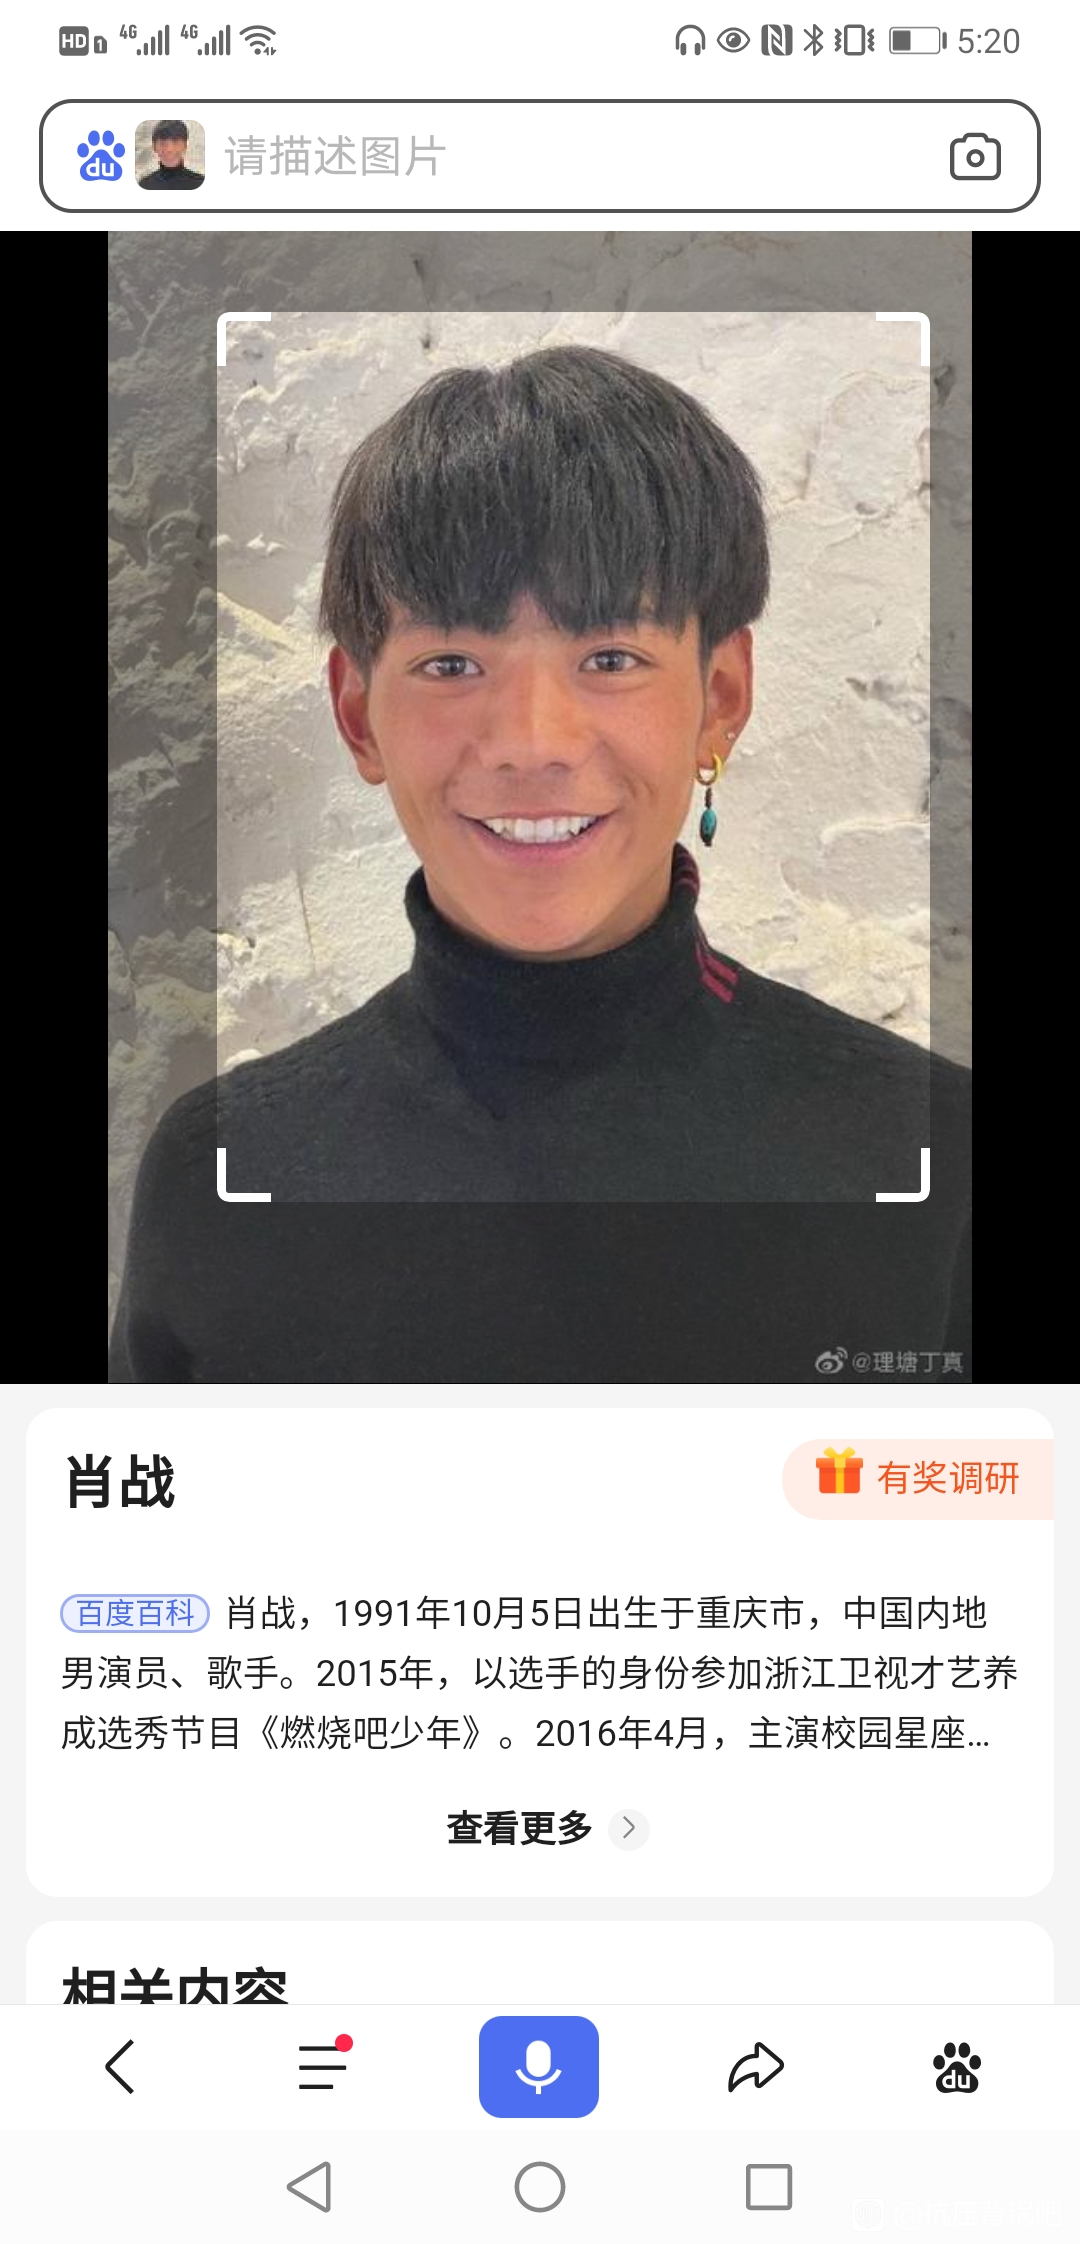 HD 1 4G 4G 5:20
du 请描述图片
@理塘丁真
肖战
有奖调研
百度百科 肖战，1991年10月5日出生于重庆市，中国内地
男演员、歌手。2015年，以选手的身份参加浙江卫视才艺养
成选秀节目《燃烧吧少年》。2016年4月，主演校园星座...
查看更多
相关内容
du